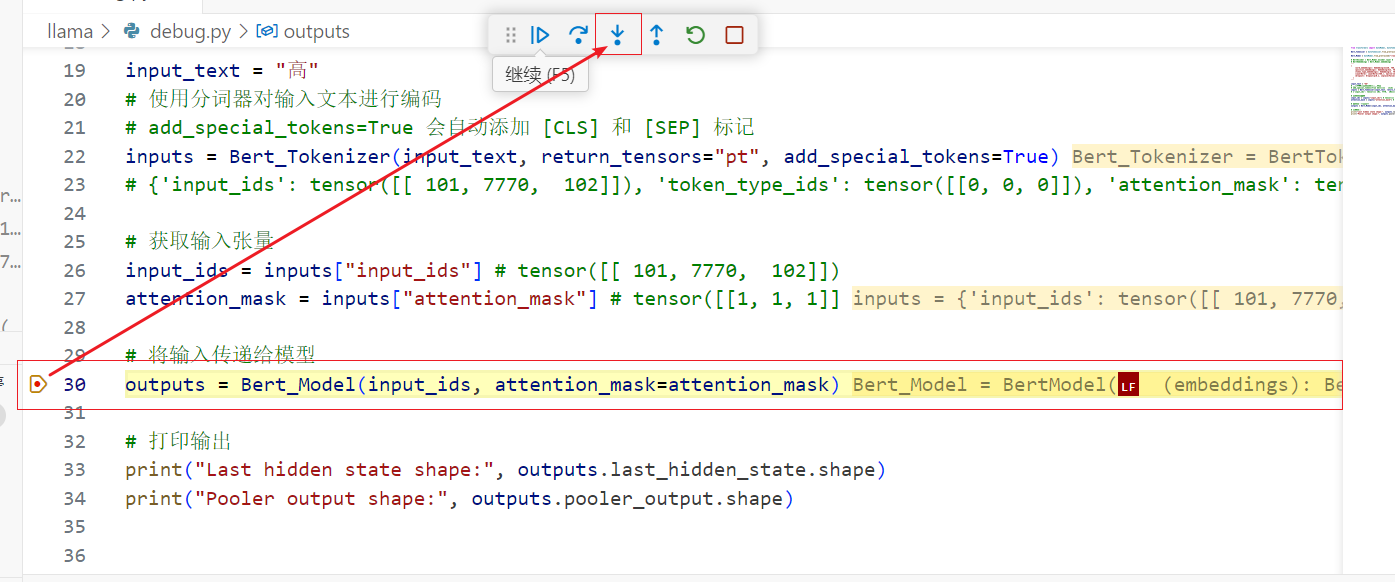 llama > debug.py > outputs
继续 (F5)
19 input_text = "高"
20 # 使用分词器对输入文本进行编码
21 # add_special_tokens=True 会自动添加 [CLS] 和 [SEP] 标记
22 inputs = Bert_Tokenizer(input_text, return_tensors="pt", add_special_tokens=True) Bert_Tokenizer = BertTok
23 # {'input_ids': tensor([[ 101, 7770,  102]]), 'token_type_ids': tensor([[0, 0, 0]]), 'attention_mask': ten
24
25 # 获取输入张量
26 input_ids = inputs["input_ids"] # tensor([[ 101, 7770,  102]])
27 attention_mask = inputs["attention_mask"] # tensor([[1, 1, 1]] inputs = {'input_ids': tensor([[ 101, 7770,
28
29 # 将输入传递给模型
30 outputs = Bert_Model(input_ids, attention_mask=attention_mask) Bert_Model = BertModel( LF (embeddings): Be
31
32 # 打印输出
33 print("Last hidden state shape:", outputs.last_hidden_state.shape)
34 print("Pooler output shape:", outputs.pooler_output.shape)
35
36